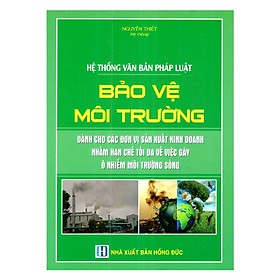 NGUYÊN THIẾT
(Hệ thống)
HỆ THỐNG VĂN BẢN PHÁP LUẬT
BẢO VỆ
MÔI TRƯỜNG
DÀNH CHO CÁC ĐƠN VỊ SẢN XUẤT KINH DOANH
NHẰM HẠN CHẾ TỐI ĐA VỀ VIỆC GÂY
Ô NHIỄM MÔI TRƯỜNG SỐNG
NHÀ XUẤT BẢN HỒNG ĐỨC